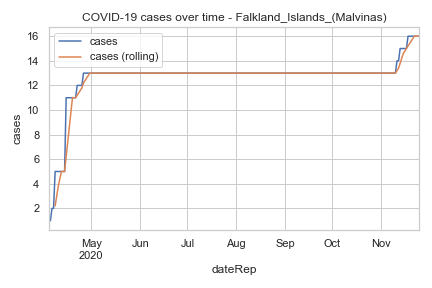 COVID-19 cases over time - Falkland_Islands_(Malvinas)
cases
cases (rolling)
16
14
12
10
8
6
4
2
cases
May Jun Jul Aug Sep Oct Nov
2020
dateRep